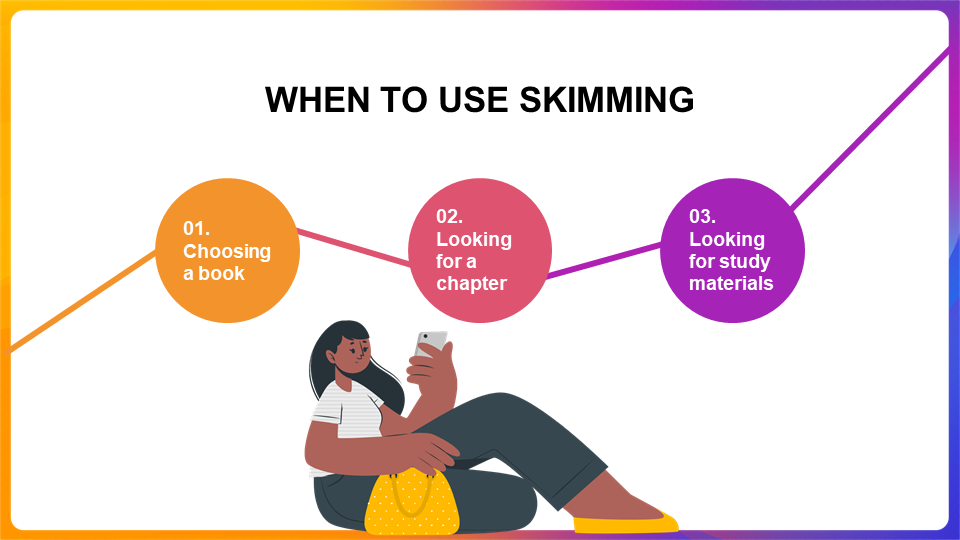 WHEN TO USE SKIMMING
01.
Choosing
a book
02.
Looking
for a
chapter
03.
Looking
for study
materials